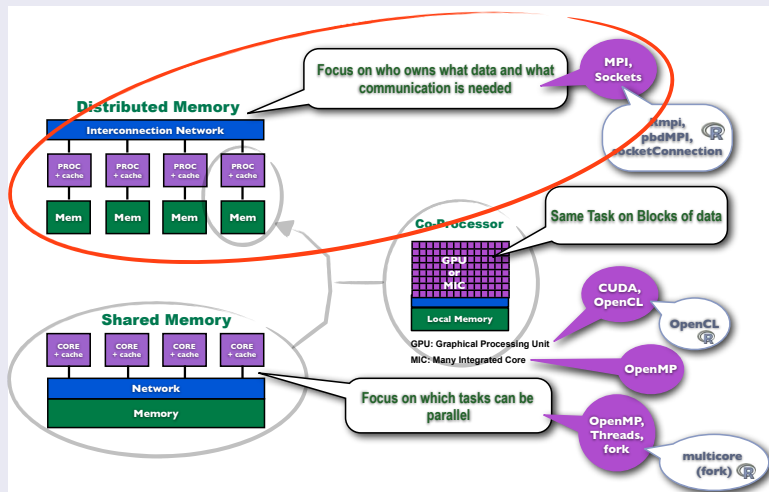 Focus on who owns what data and what
communication is needed
MPI,
Sockets
Distributed Memory
Interconnection Network
Rmpi,
pbdMPI,
socketConnection
R
PROC
+ cache
PROC
+ cache
PROC
+ cache
PROC
+ cache
Mem
Mem
Mem
Mem
Same Task on Blocks of data
Co-Processor
GPU
or
MIC
Local Memory
CUDA,
OpenCL
OpenCL
R
GPU: Graphical Processing Unit
MIC: Many Integrated Core
OpenMP
Shared Memory
CORE
+ cache
CORE
+ cache
CORE
+ cache
CORE
+ cache
Network
Memory
Focus on which tasks can be
parallel
OpenMP,
Threads,
fork
multicore
(fork) R